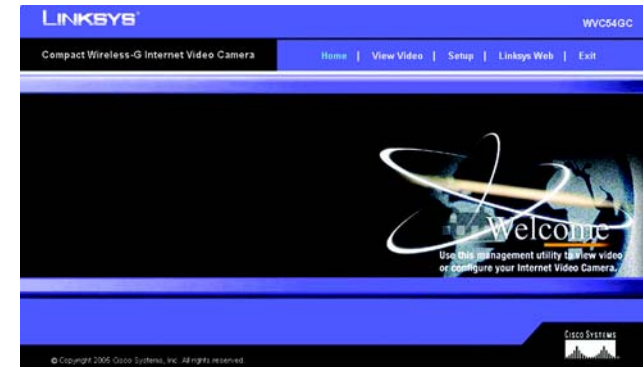 LINKSYS®
WVC54GC
Compact Wireless-G Internet Video Camera
Home | View Video | Setup | Linksys Web | Exit
Welcome
Use this management utility to view video
or configure your Internet Video Camera.
CISCO SYSTEMS
© Copyright 2005 Cisco Systems, Inc. All rights reserved.